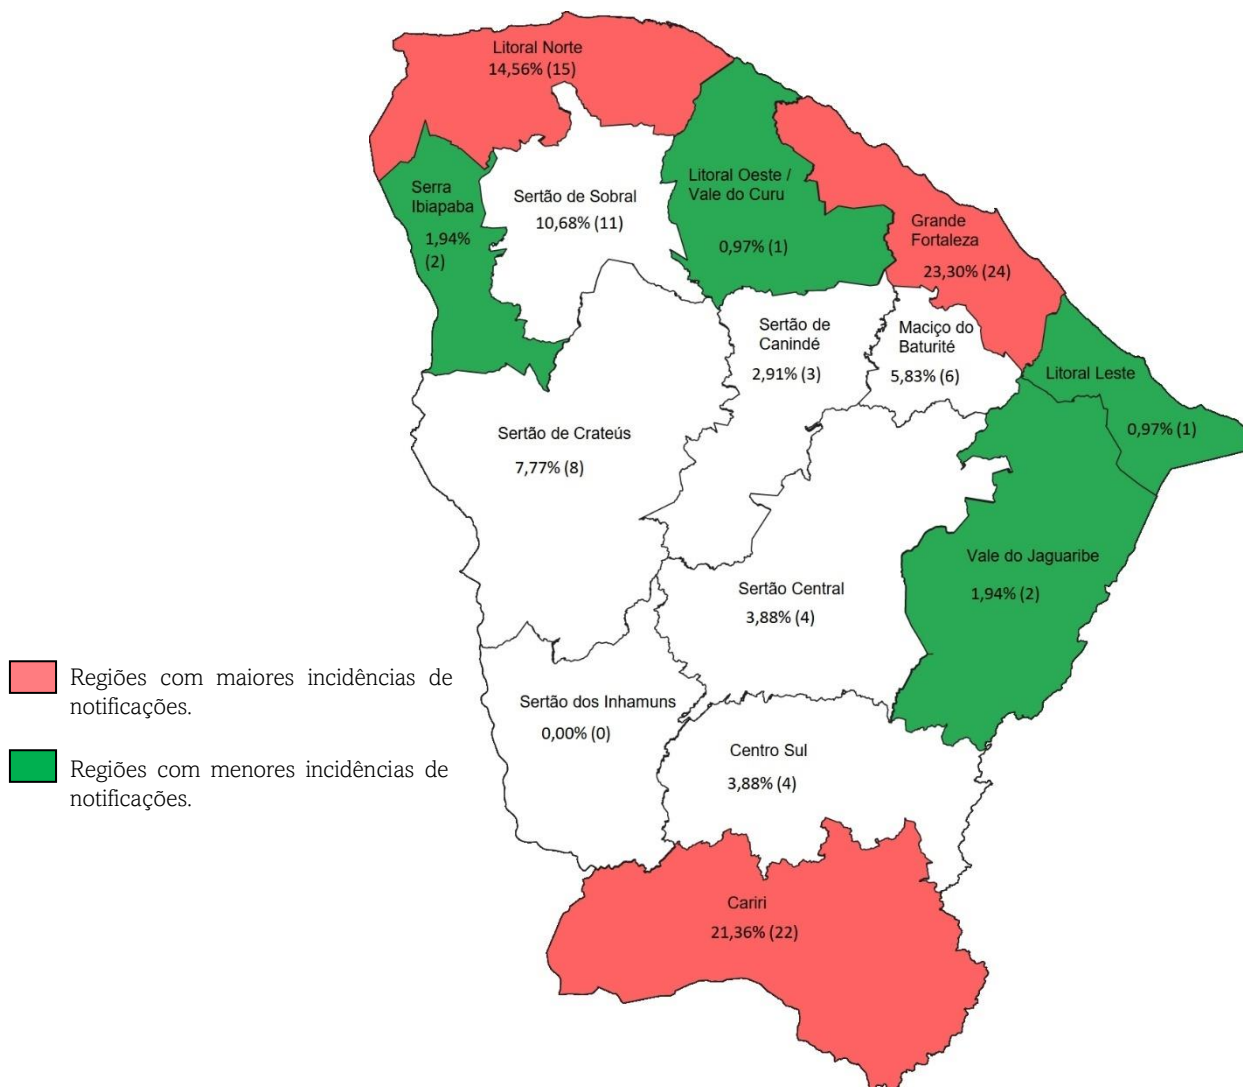 Litoral Norte
14,56% (15)
Serra
Ibiapaba
1,94%
(2)
Sertão de Sobral
10,68% (11)
Litoral Oeste /
Vale do Curu
0,97% (1)
Grande
Fortaleza
23,30% (24)
Sertão de
Canindé
2,91% (3)
Maciço do
Baturité
5,83% (6)
Litoral Leste
0,97% (1)
Sertão de Crateús
7,77% (8)
Vale do Jaguaribe
1,94% (2)
Sertão Central
3,88% (4)
Sertão dos Inhamuns
0,00% (0)
Centro Sul
3,88% (4)
Cariri
21,36% (22)
Regiões com maiores incidências de
notificações.
Regiões com menores incidências de
notificações.